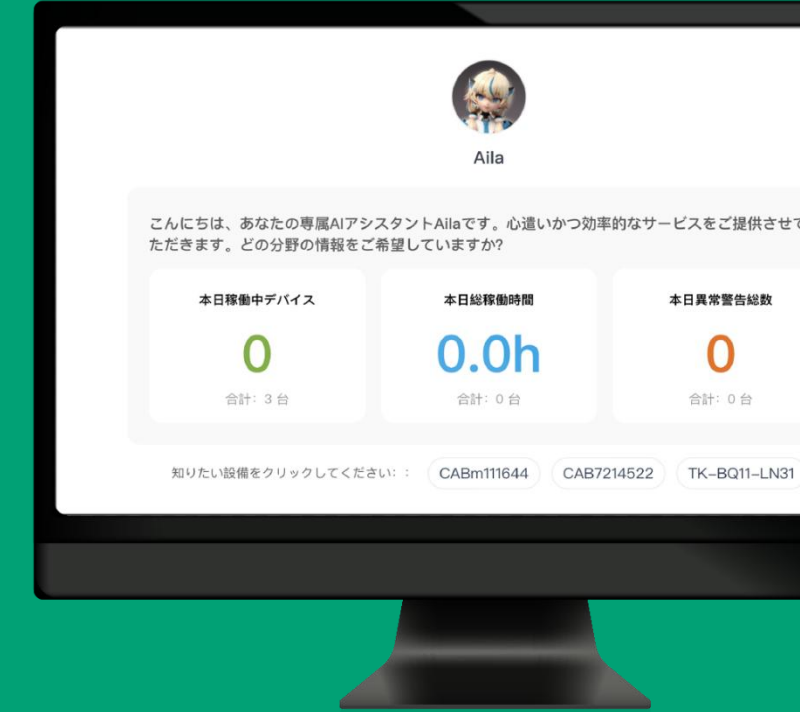 Aila
こんにちは、あなたの専属AIアシスタントAilaです。心遣いかつ効率的なサービスをご提供させて
ただきます。どの分野の情報をご希望していますか?
本日稼働中デバイス 本日総稼働時間 本日異常警告総数
0 0.0h 0
合計：3 台 合計：0 台 合計：0 台
知りたい設備をクリックしてください：： CABm111644 CAB7214522 TK-BQ11-LN31